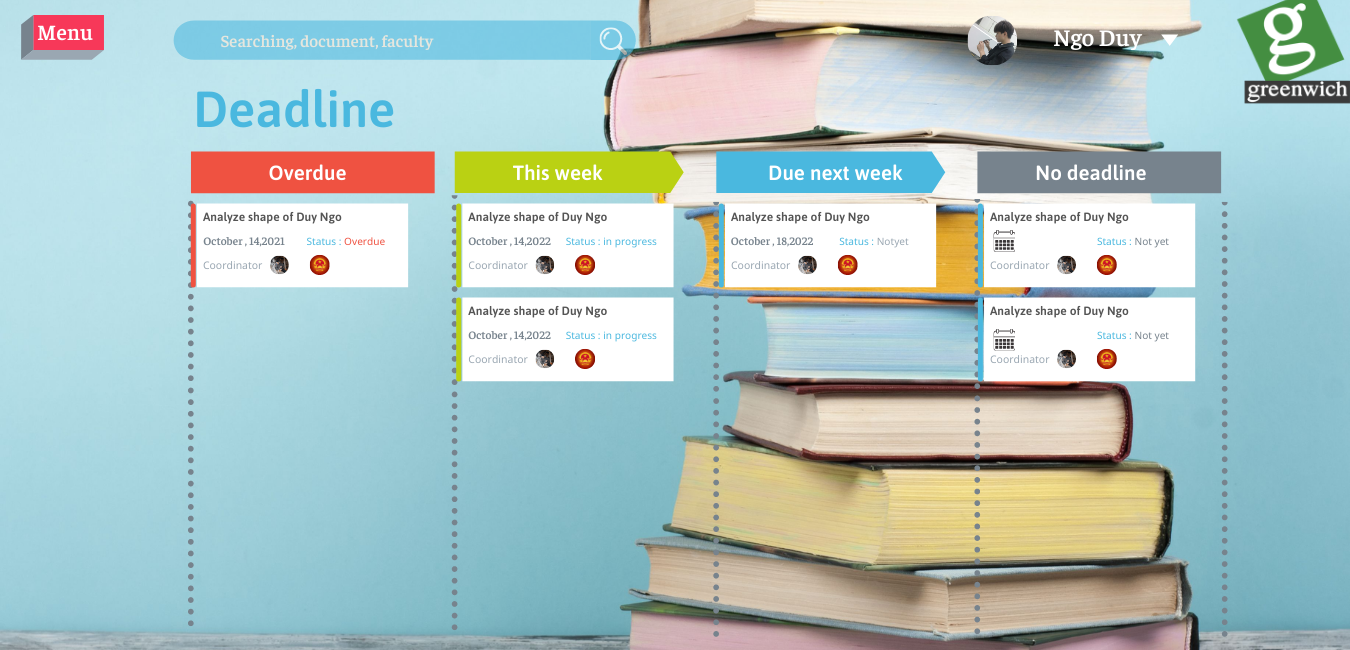 Menu
Searching, document, faculty
Ngo Duy
greenwich
Deadline
Overdue
This week
Due next week
No deadline
Analyze shape of Duy Ngo
October , 14,2021 Status : Overdue
Coordinator
Analyze shape of Duy Ngo
October , 14,2022 Status : in progress
Coordinator
Analyze shape of Duy Ngo
October , 14,2022 Status : in progress
Coordinator
Analyze shape of Duy Ngo
October , 18,2022 Status : Notyet
Coordinator
Analyze shape of Duy Ngo
Status : Not yet
Coordinator
Analyze shape of Duy Ngo
Status : Not yet
Coordinator